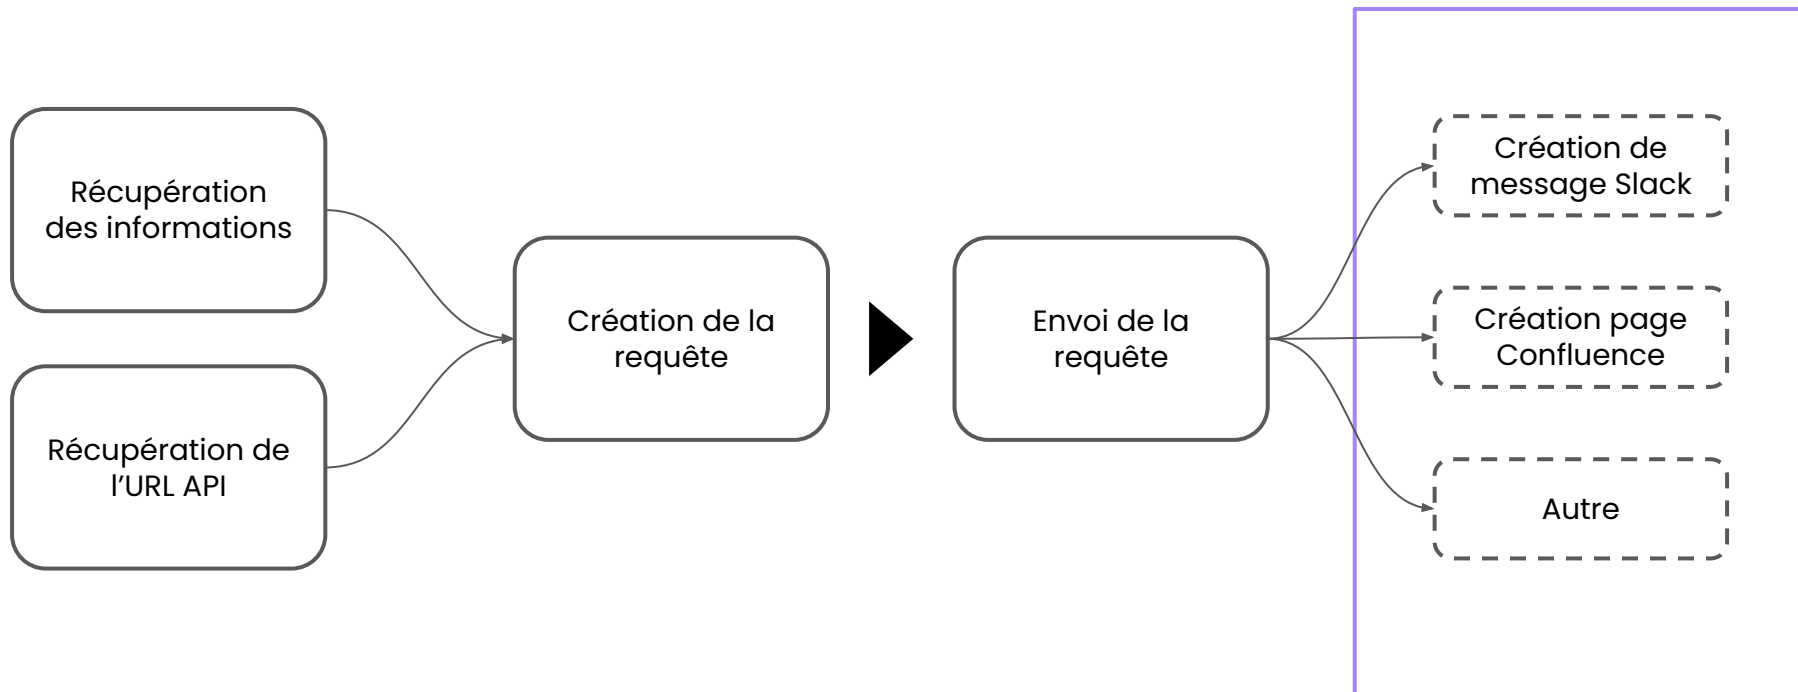 Récupération
des informations
Récupération de
l’URL API
Création de la
requête
Envoi de la
requête
Création de
message Slack
Création page
Confluence
Autre